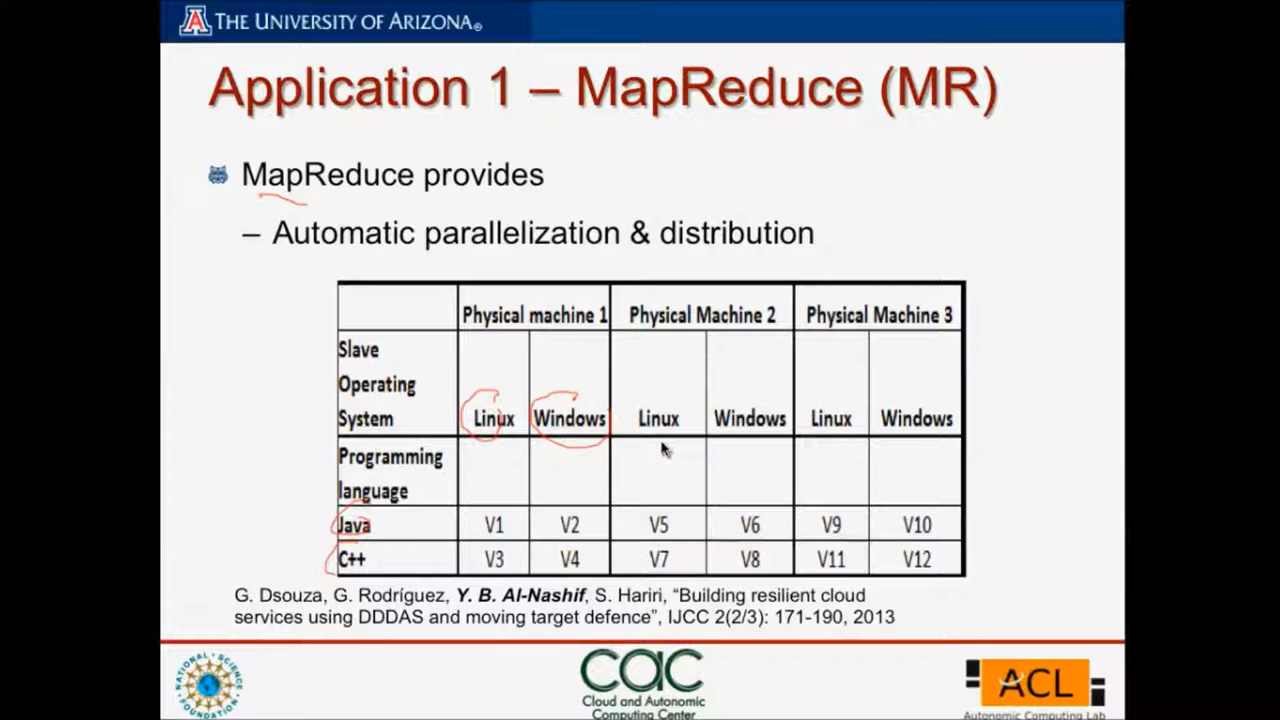 THE UNIVERSITY OF ARIZONA®
Application 1 – MapReduce (MR)
MapReduce provides
– Automatic parallelization & distribution
Physical machine 1 Physical Machine 2 Physical Machine 3
Slave
Operating
System Linux Windows Linux Windows Linux Windows
Programming
language
Java V1 V2 V5 V6 V9 V10
C++ V3 V4 V7 V8 V11 V12
G. Dsouza, G. Rodríguez, Y. B. Al-Nashif, S. Hariri, “Building resilient cloud
services using DDDAS and moving target defence”, IJCC 2(2/3): 171-190, 2013
NATIONAL SCIENCE FOUNDATION
cac
Cloud and Autonomic
Computing Center
ACL
Autonomic Computing Lab